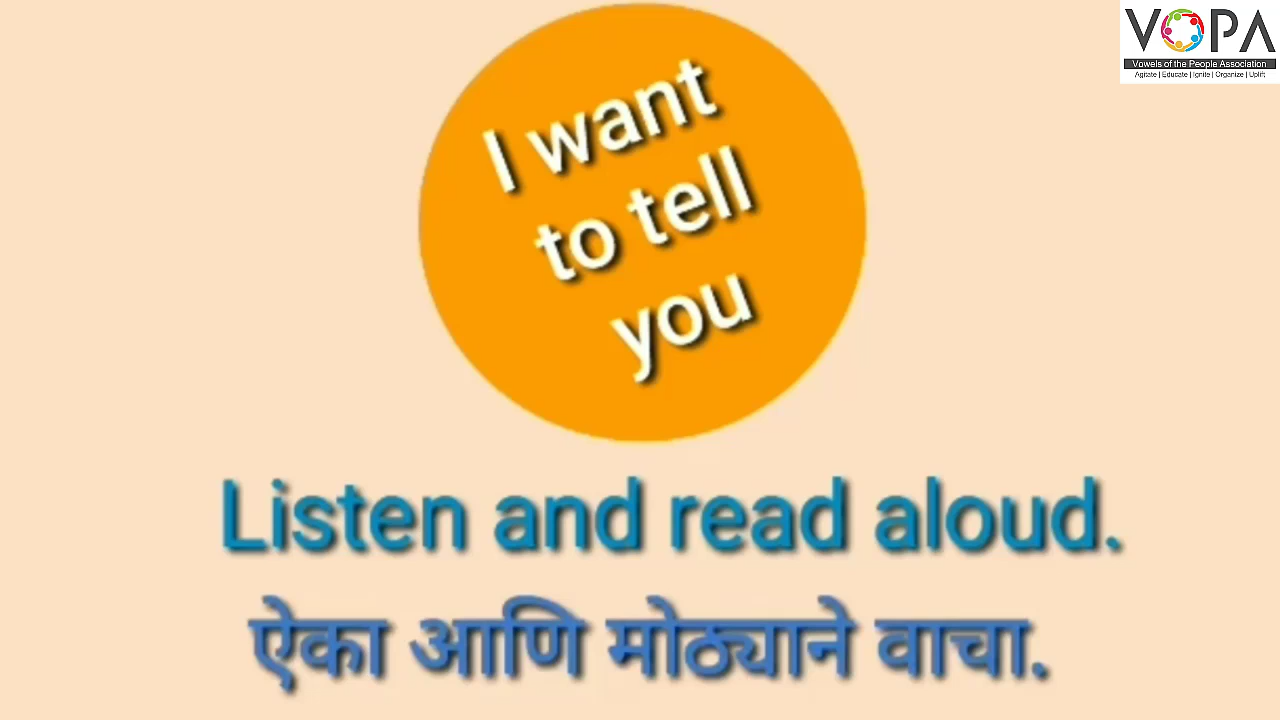 VOPA
Vowels of the People Association
Agitate | Educate | Ignite | Organize | Uplift
I want
to tell
you
Listen and read aloud.
ऐका आणि मोठ्याने वाचा.